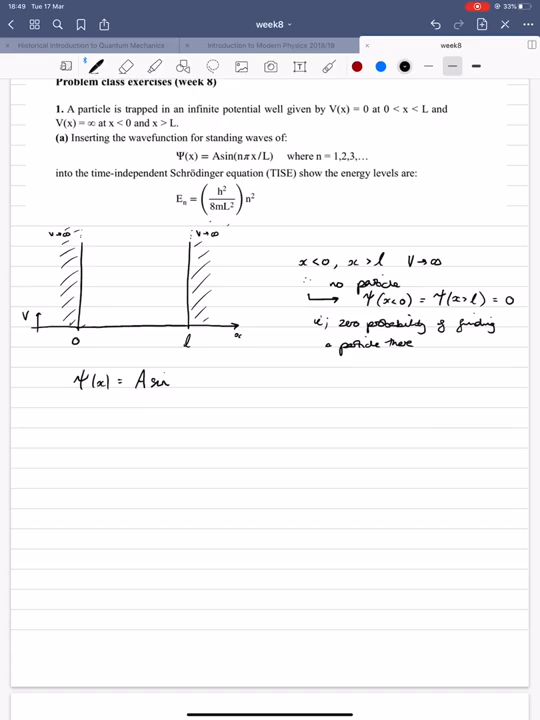 18:49 Tue 17 Mar
33%
week8
Historical Introduction to Quantum Mechanics
Introduction to Modern Physics 2018/19
week8
Problem class exercises (week 8)
1. A particle is trapped in an infinite potential well given by V(x) = 0 at 0 < x < L and
V(x) = ∞ at x < 0 and x > L.
(a) Inserting the wavefunction for standing waves of:
Ψ(x) = Asin(nπx/L) where n = 1,2,3,…
into the time-independent Schrödinger equation (TISE) show the energy levels are:
Eₙ = (h²/8mL²) n²
V→∞
V→∞
V
0
l
x
x<0, x>l V→∞
∴ no particle
↳ Ψ(x<0) = Ψ(x>l) = 0
ie; zero probability of finding
a particle there
Ψ(x) = A sin